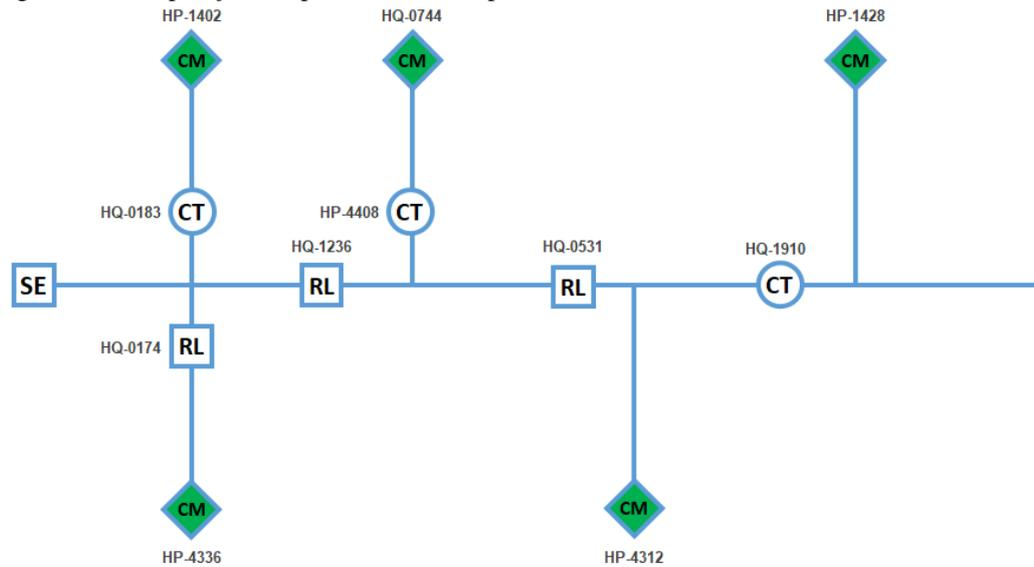 HP-1402
HQ-0744
HP-1428
CM
CM
CM
HQ-0183
CT
HP-4408
CT
HQ-1236
HQ-0531
HQ-1910
SE
RL
RL
CT
HQ-0174
RL
CM
CM
HP-4336
HP-4312